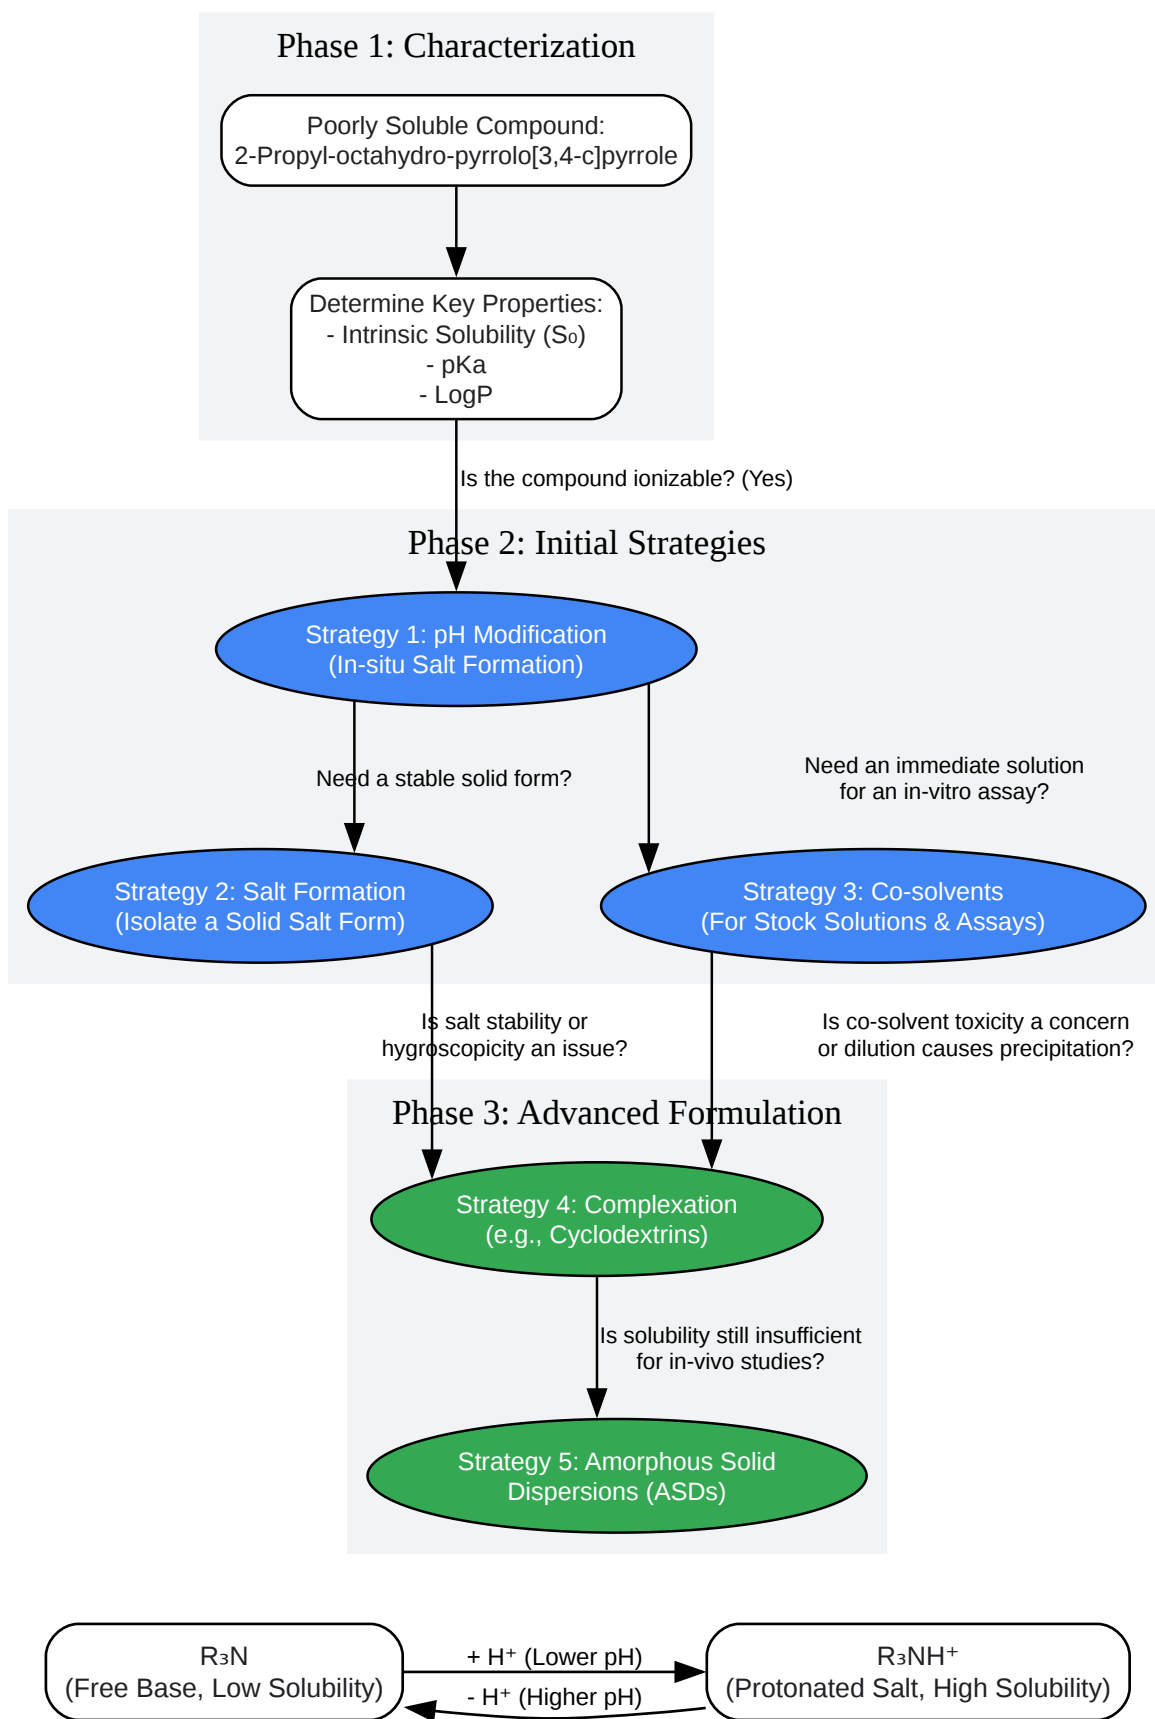 Phase 1: Characterization
Poorly Soluble Compound:
2-Propyl-octahydro-pyrrolo[3,4-c]pyrrole
Determine Key Properties:
- Intrinsic Solubility (S₀)
- pKa
- LogP
Is the compound ionizable? (Yes)
Phase 2: Initial Strategies
Strategy 1: pH Modification
(In-situ Salt Formation)
Need a stable solid form?
Need an immediate solution
for an in-vitro assay?
Strategy 2: Salt Formation
(Isolate a Solid Salt Form)
Strategy 3: Co-solvents
(For Stock Solutions & Assays)
Is salt stability or
hygroscopicity an issue?
Is co-solvent toxicity a concern
or dilution causes precipitation?
Phase 3: Advanced Formulation
Strategy 4: Complexation
(e.g., Cyclodextrins)
Is solubility still insufficient
for in-vivo studies?
Strategy 5: Amorphous Solid
Dispersions (ASDs)
R₃N
(Free Base, Low Solubility)
+ H⁺ (Lower pH)
- H⁺ (Higher pH)
R₃NH⁺
(Protonated Salt, High Solubility)